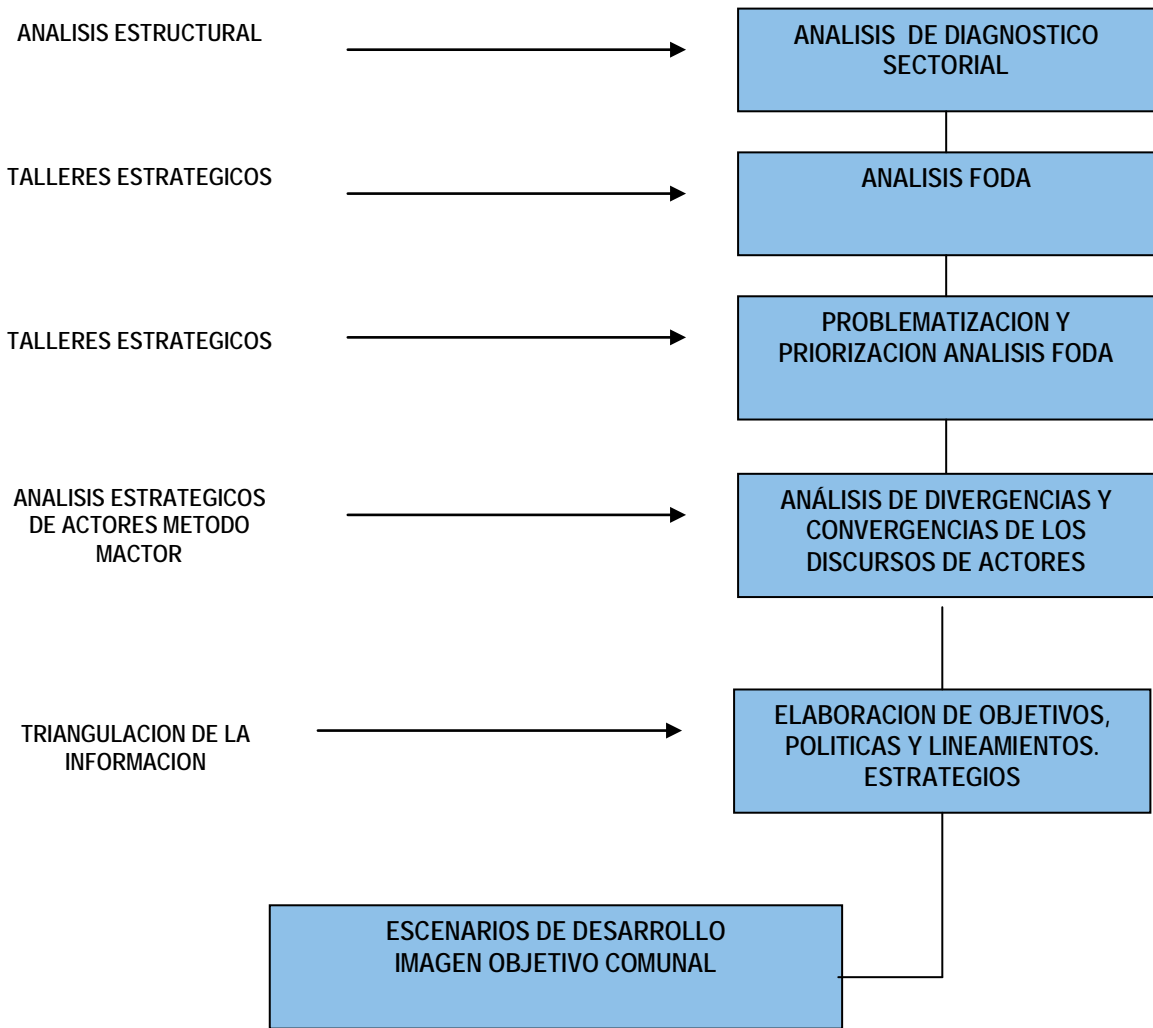 ANALISIS ESTRUCTURAL
ANALISIS DE DIAGNOSTICO
SECTORIAL
TALLERES ESTRATEGICOS
ANALISIS FODA
TALLERES ESTRATEGICOS
PROBLEMATIZACION Y
PRIORIZACION ANALISIS FODA
ANALISIS ESTRATEGICOS
DE ACTORES METODO
MACTOR
ANÁLISIS DE DIVERGENCIAS Y
CONVERGENCIAS DE LOS
DISCURSOS DE ACTORES
TRIANGULACION DE LA
INFORMACION
ELABORACION DE OBJETIVOS,
POLITICAS Y LINEAMIENTOS.
ESTRATEGIOS
ESCENARIOS DE DESARROLLO
IMAGEN OBJETIVO COMUNAL